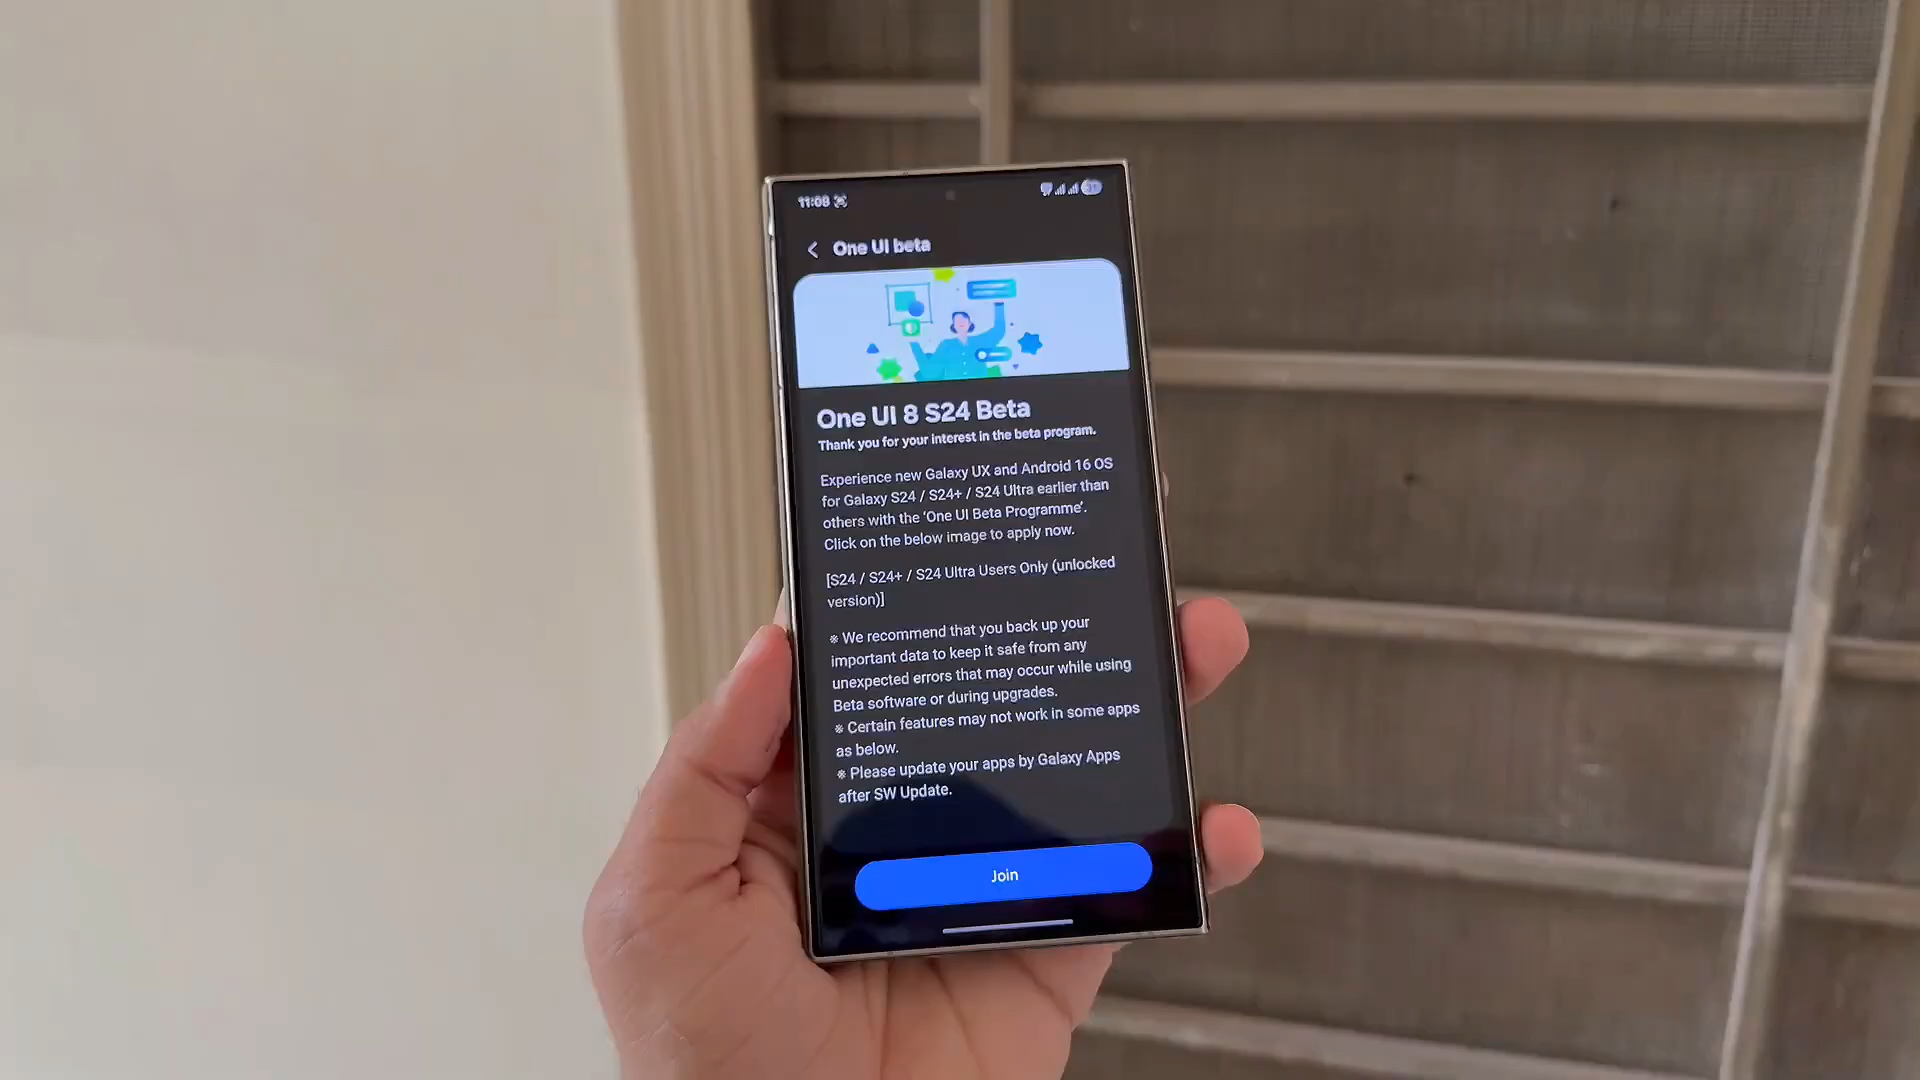 11:08
One UI beta
One UI 8 S24 Beta
Thank you for your interest in the beta program.
Experience new Galaxy UX and Android 16 OS
for Galaxy S24 / S24+ / S24 Ultra earlier than
others with the ‘One UI Beta Programme’.
Click on the below image to apply now.
[S24 / S24+ / S24 Ultra Users Only (unlocked
version)]
※ We recommend that you back up your
important data to keep it safe from any
unexpected errors that may occur while using
Beta software or during upgrades.
※ Certain features may not work in some apps
as below.
※ Please update your apps by Galaxy Apps
after SW Update.
Join